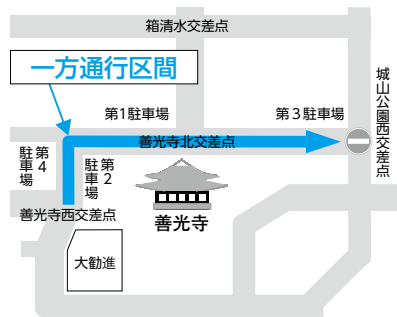 箱清水交差点
一方通行区間
城山公園西交差点
第1駐車場
第３駐車場
善光寺北交差点
第4駐車場
第2駐車場
善光寺西交差点
善光寺
大勧進